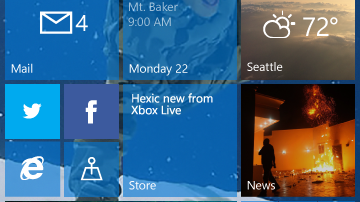 4
Mail
Mt. Baker
9:00 AM
Monday 22
72°
Seattle
Hexic new from
Xbox Live
Store
News